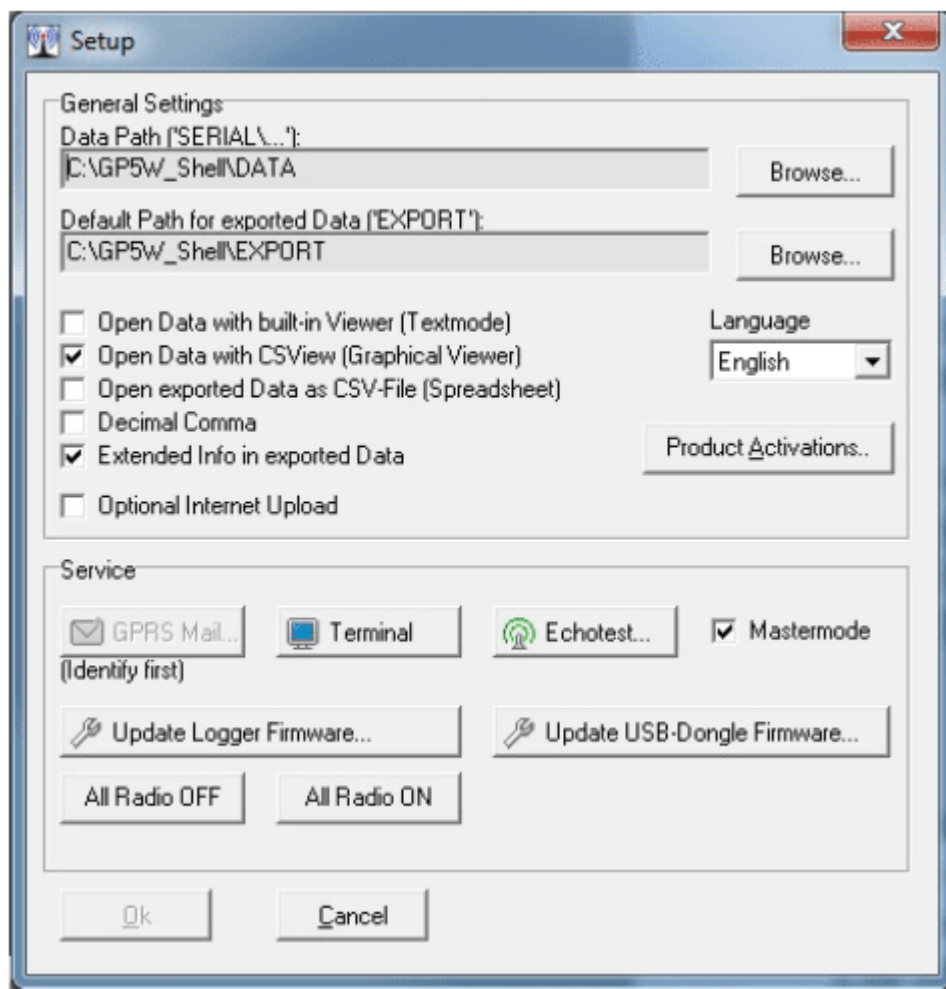 Setup
General Settings
Data Path ('SERIAL\...'):
C:\GP5W_Shell\DATA
Browse...
Default Path for exported Data ('EXPORT'):
C:\GP5W_Shell\EXPORT
Browse...
Open Data with built-in Viewer (Textmode)
Language
Open Data with CSView (Graphical Viewer)
English
Open exported Data as CSV-File (Spreadsheet)
Decimal Comma
Product Activations..
Extended Info in exported Data
Optional Internet Upload
Service
GPRS Mail...
Terminal
Echotest...
Mastermode
(Identify first)
Update Logger Firmware...
Update USB-Dongle Firmware...
All Radio OFF
All Radio ON
Ok
Cancel